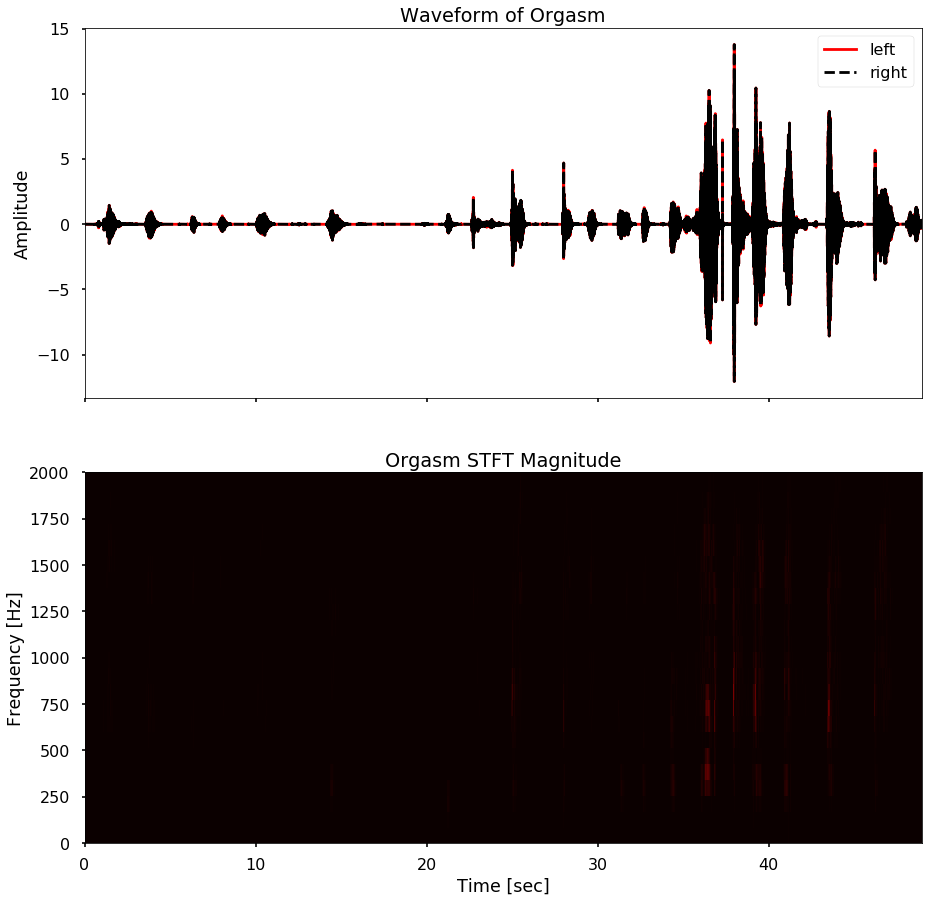 Waveform of Orgasm
15
10
5
0
−5
−10
Amplitude
left
right
Orgasm STFT Magnitude
2000
1750
1500
1250
1000
750
500
250
0
Frequency [Hz]
0 10 20 30 40
Time [sec]